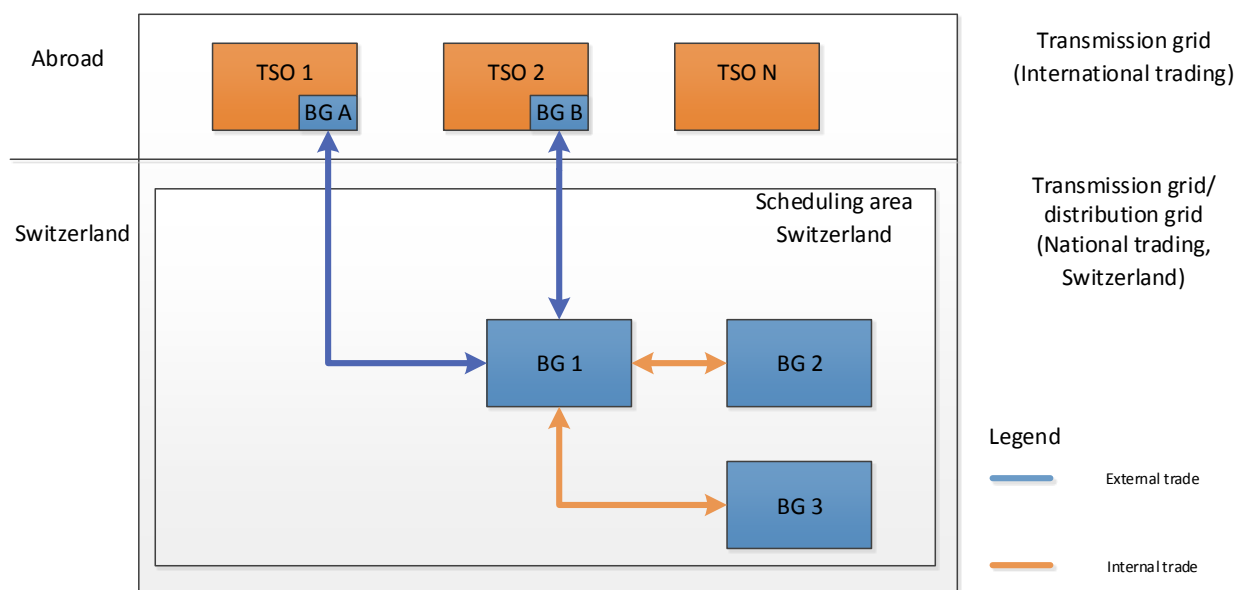 Abroad
TSO 1
BG A
TSO 2
BG B
TSO N
Transmission grid
(International trading)
Switzerland
Scheduling area
Switzerland
Transmission grid/
distribution grid
(National trading,
Switzerland)
BG 1
BG 2
BG 3
Legend
External trade
Internal trade